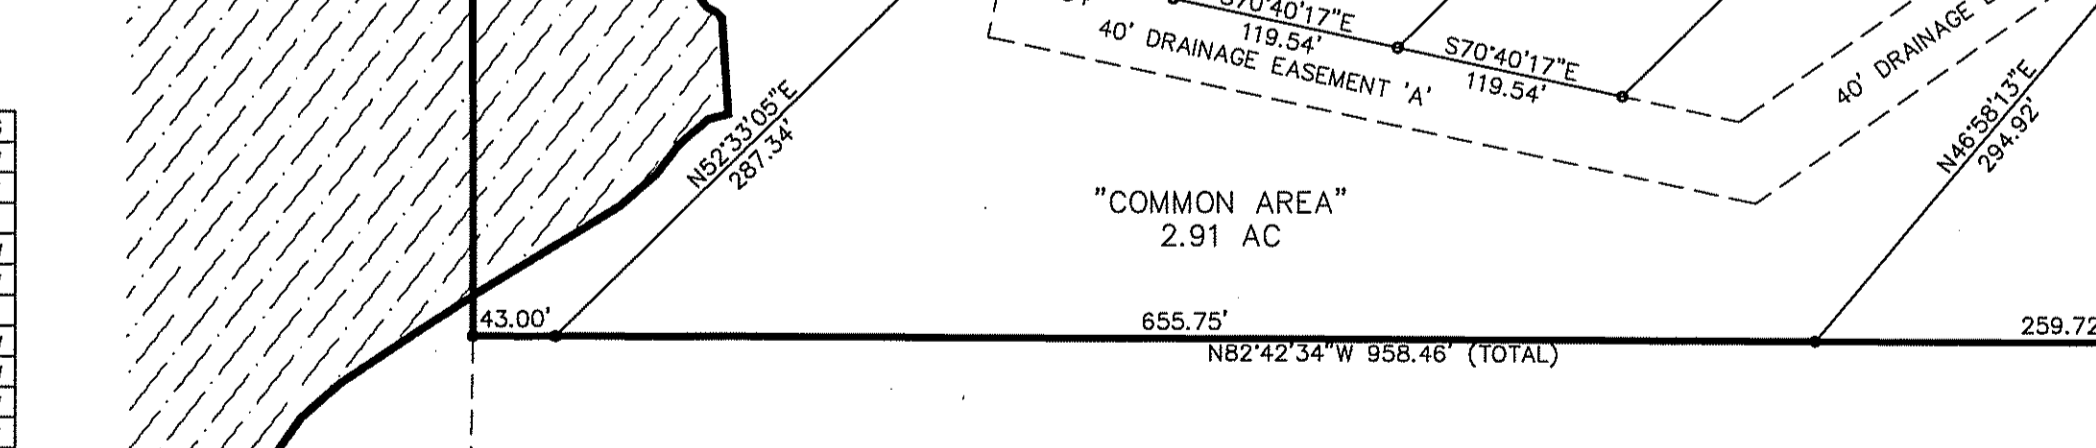 S70°40'17"E
119.54'
40' DRAINAGE EASEMENT 'A'
S70°40'17"E
119.54'
40' DRAINAGE
N52°33'05"E
287.34'
N46°58'13"E
294.92'
"COMMON AREA"
2.91 AC
43.00'
655.75'
259.72
N82°42'34"W 958.46' (TOTAL)